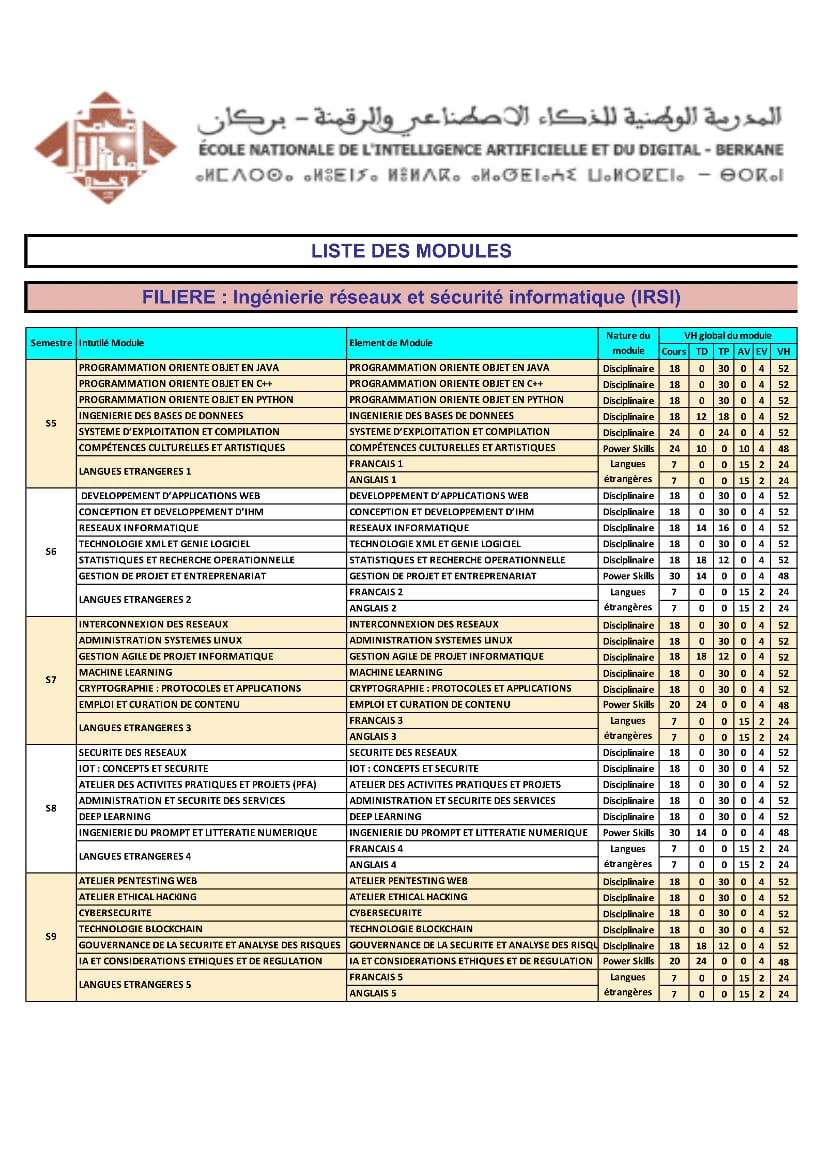 المدرسة الوطنية للذكاء الاصطناعي والرقمنة - بركان
ÉCOLE NATIONALE DE L'INTELLIGENCE ARTIFICIELLE ET DU DIGITAL - BERKANE
LISTE DES MODULES
FILIERE : Ingénierie réseaux et sécurité informatique (IRSI)
Semestre Intutilé Module Element de Module Nature du module VH global du module
Cours TD TP AV EV VH
S5
PROGRAMMATION ORIENTE OBJET EN JAVA PROGRAMMATION ORIENTE OBJET EN JAVA Disciplinaire 18 0 30 0 4 52
PROGRAMMATION ORIENTE OBJET EN C++ PROGRAMMATION ORIENTE OBJET EN C++ Disciplinaire 18 0 30 0 4 52
PROGRAMMATION ORIENTE OBJET EN PYTHON PROGRAMMATION ORIENTE OBJET EN PYTHON Disciplinaire 18 0 30 0 4 52
INGENIERIE DES BASES DE DONNEES INGENIERIE DES BASES DE DONNEES Disciplinaire 18 12 18 0 4 52
SYSTEME D'EXPLOITATION ET COMPILATION SYSTEME D'EXPLOITATION ET COMPILATION Disciplinaire 24 0 24 0 4 52
COMPÉTENCES CULTURELLES ET ARTISTIQUES COMPÉTENCES CULTURELLES ET ARTISTIQUES Power Skills 24 10 0 10 4 48
LANGUES ETRANGERES 1 FRANCAIS 1 Langues étrangères 7 0 0 15 2 24
ANGLAIS 1 7 0 0 15 2 24
S6
DEVELOPPEMENT D'APPLICATIONS WEB DEVELOPPEMENT D'APPLICATIONS WEB Disciplinaire 18 0 30 0 4 52
CONCEPTION ET DEVELOPPEMENT D'IHM CONCEPTION ET DEVELOPPEMENT D'IHM Disciplinaire 18 0 30 0 4 52
RESEAUX INFORMATIQUE RESEAUX INFORMATIQUE Disciplinaire 18 14 16 0 4 52
TECHNOLOGIE XML ET GENIE LOGICIEL TECHNOLOGIE XML ET GENIE LOGICIEL Disciplinaire 18 0 30 0 4 52
STATISTIQUES ET RECHERCHE OPERATIONNELLE STATISTIQUES ET RECHERCHE OPERATIONNELLE Disciplinaire 18 18 12 0 4 52
GESTION DE PROJET ET ENTREPRENARIAT GESTION DE PROJET ET ENTREPRENARIAT Power Skills 30 14 0 0 4 48
LANGUES ETRANGERES 2 FRANCAIS 2 Langues étrangères 7 0 0 15 2 24
ANGLAIS 2 7 0 0 15 2 24
S7
INTERCONNEXION DES RESEAUX INTERCONNEXION DES RESEAUX Disciplinaire 18 0 30 0 4 52
ADMINISTRATION SYSTEMES LINUX ADMINISTRATION SYSTEMES LINUX Disciplinaire 18 0 30 0 4 52
GESTION AGILE DE PROJET INFORMATIQUE GESTION AGILE DE PROJET INFORMATIQUE Disciplinaire 18 18 12 0 4 52
MACHINE LEARNING MACHINE LEARNING Disciplinaire 18 0 30 0 4 52
CRYPTOGRAPHIE : PROTOCOLES ET APPLICATIONS CRYPTOGRAPHIE : PROTOCOLES ET APPLICATIONS Disciplinaire 18 0 30 0 4 52
EMPLOI ET CURATION DE CONTENU EMPLOI ET CURATION DE CONTENU Power Skills 20 24 0 0 4 48
LANGUES ETRANGERES 3 FRANCAIS 3 Langues étrangères 7 0 0 15 2 24
ANGLAIS 3 7 0 0 15 2 24
S8
SECURITE DES RESEAUX SECURITE DES RESEAUX Disciplinaire 18 0 30 0 4 52
IOT : CONCEPTS ET SECURITE IOT : CONCEPTS ET SECURITE Disciplinaire 18 0 30 0 4 52
ATELIER DES ACTIVITES PRATIQUES ET PROJETS (PFA) ATELIER DES ACTIVITES PRATIQUES ET PROJETS Disciplinaire 18 0 30 0 4 52
ADMINISTRATION ET SECURITE DES SERVICES ADMINISTRATION ET SECURITE DES SERVICES Disciplinaire 18 0 30 0 4 52
DEEP LEARNING DEEP LEARNING Disciplinaire 18 0 30 0 4 52
INGENIERIE DU PROMPT ET LITTERATIE NUMERIQUE INGENIERIE DU PROMPT ET LITTERATIE NUMERIQUE Power Skills 30 14 0 0 4 48
LANGUES ETRANGERES 4 FRANCAIS 4 Langues étrangères 7 0 0 15 2 24
ANGLAIS 4 7 0 0 15 2 24
S9
ATELIER PENTESTING WEB ATELIER PENTESTING WEB Disciplinaire 18 0 30 0 4 52
ATELIER ETHICAL HACKING ATELIER ETHICAL HACKING Disciplinaire 18 0 30 0 4 52
CYBERSECURITE CYBERSECURITE Disciplinaire 18 0 30 0 4 52
TECHNOLOGIE BLOCKCHAIN TECHNOLOGIE BLOCKCHAIN Disciplinaire 18 0 30 0 4 52
GOUVERNANCE DE LA SECURITE ET ANALYSE DES RISQUES GOUVERNANCE DE LA SECURITE ET ANALYSE DES RISQU Disciplinaire 18 18 12 0 4 52
IA ET CONSIDERATIONS ETHIQUES ET DE REGULATION IA ET CONSIDERATIONS ETHIQUES ET DE REGULATION Power Skills 20 24 0 0 4 48
LANGUES ETRANGERES 5 FRANCAIS 5 Langues étrangères 7 0 0 15 2 24
ANGLAIS 5 7 0 0 15 2 24